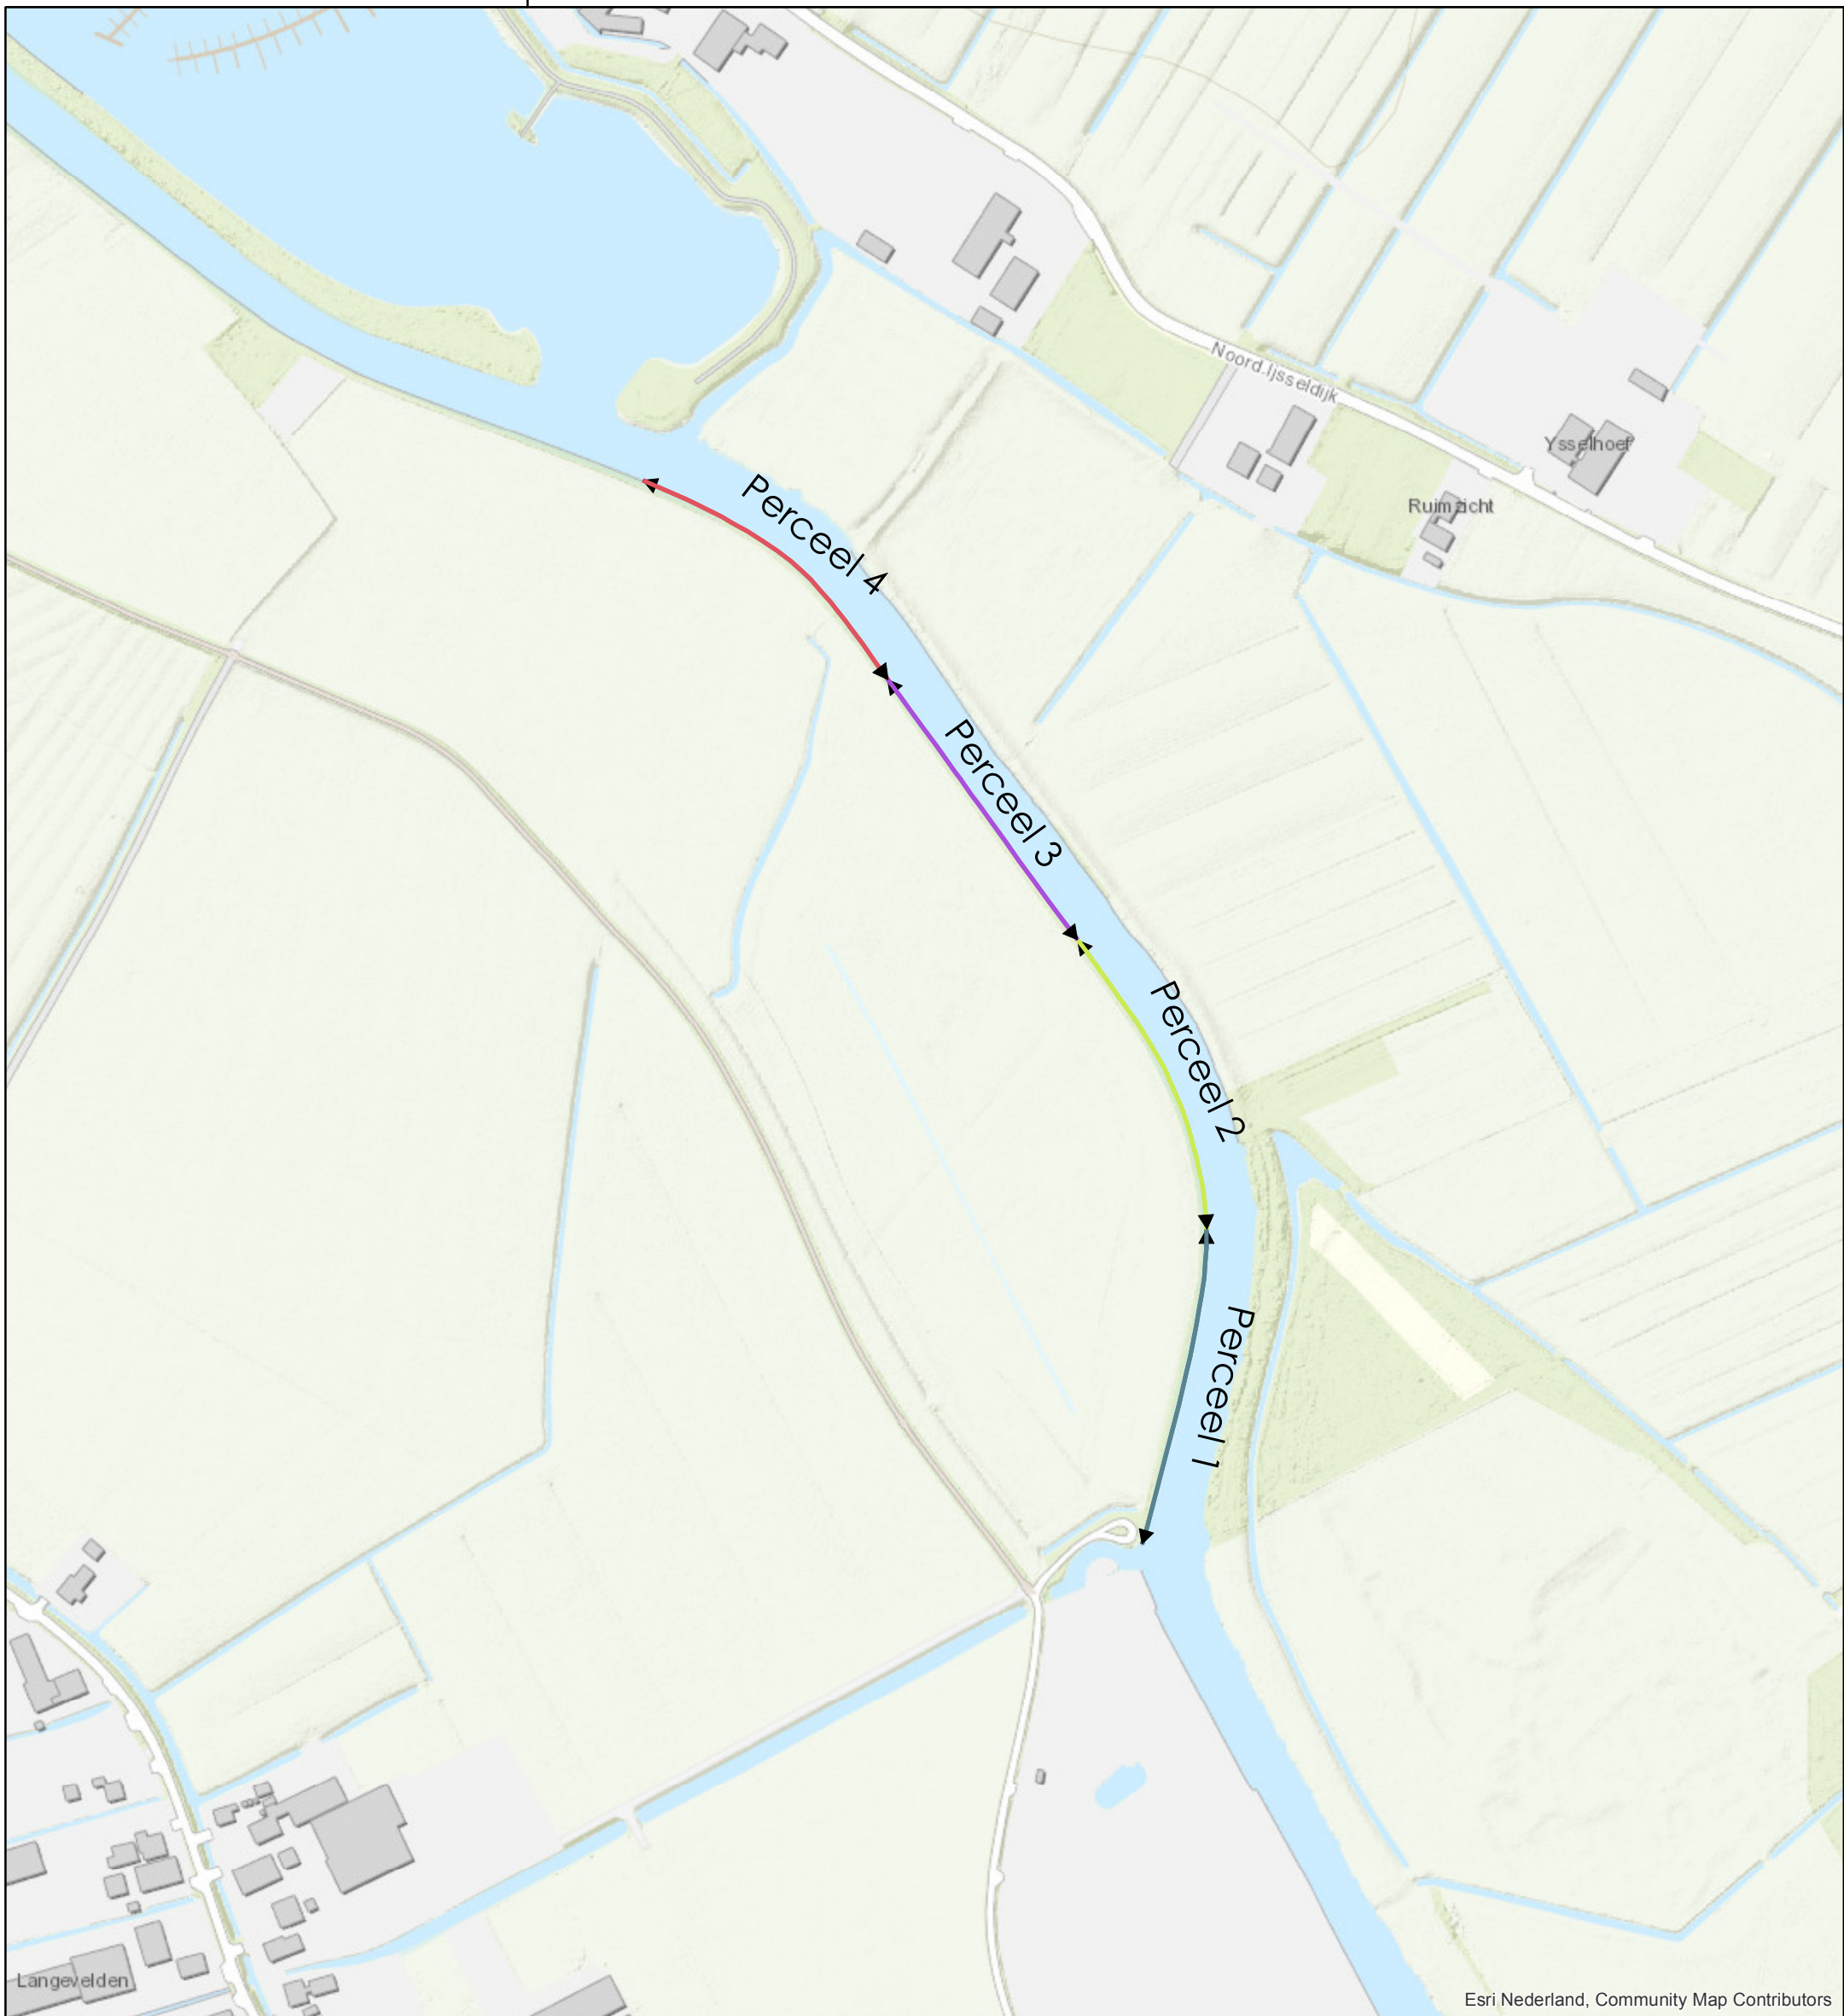 Noord.Ijsseldijk
Ysselhoef
Ruimzicht
Perceel 4
Perceel 3
Perceel 2
Perceel 1
Langevelden
Esri Nederland, Community Map Contributors